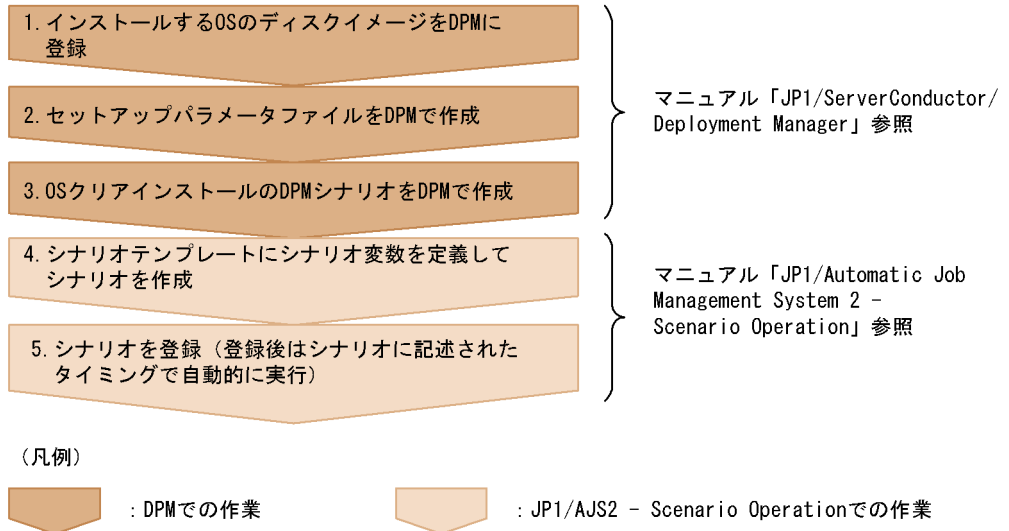 1. インストールするOSのディスクイメージをDPMに
登録
2. セットアップパラメータファイルをDPMで作成
3. OSクリアインストールのDPMシナリオをDPMで作成
マニュアル「JP1/ServerConductor/
Deployment Manager」参照
4. シナリオテンプレートにシナリオ変数を定義して
シナリオを作成
5. シナリオを登録（登録後はシナリオに記述された
タイミングで自動的に実行）
マニュアル「JP1/Automatic Job
Management System 2 -
Scenario Operation」参照
（凡例）
：DPMでの作業
：JP1/AJS2 - Scenario Operationでの作業